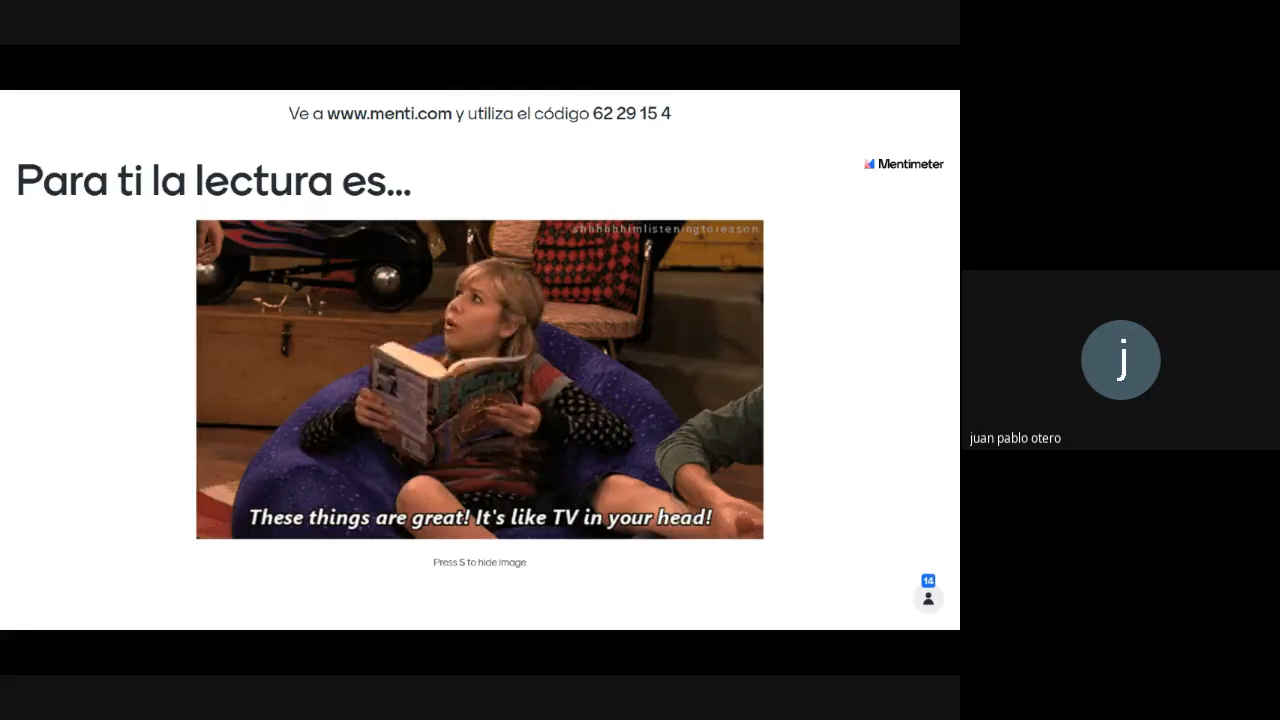 Ve a www.menti.com y utiliza el código 62 29 15 4
Mentimeter
Para ti la lectura es...
shhhhhhimlisteningtoreason
These things are great! It's like TV in your head!
Press S to hide image
14
j
juan pablo otero